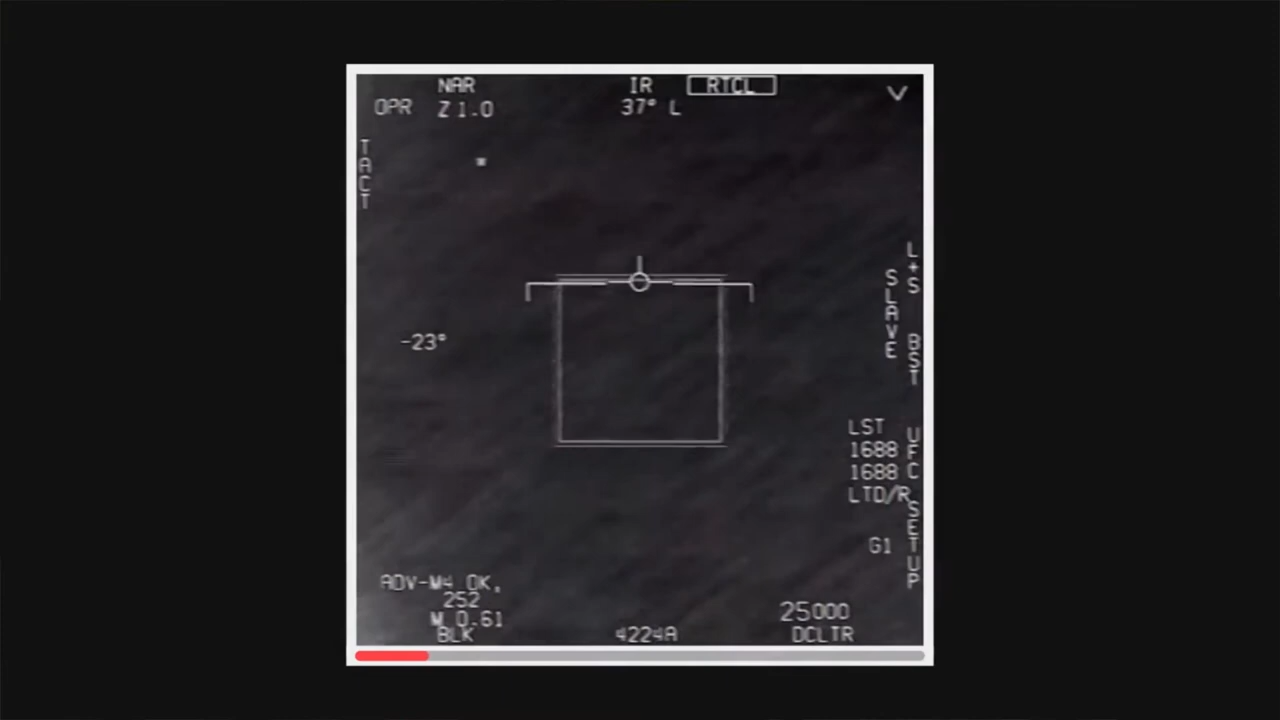 NAR IR RTCL
OPR Z 1.0 37° L
TACT
L+S
SLAVE
-23°
BST
LST
1688
1688
UFC
LTD/R
SETUP
G1
ADV-M4 OK,
252
M 0.61
25000
BLK 4224A DCLTR